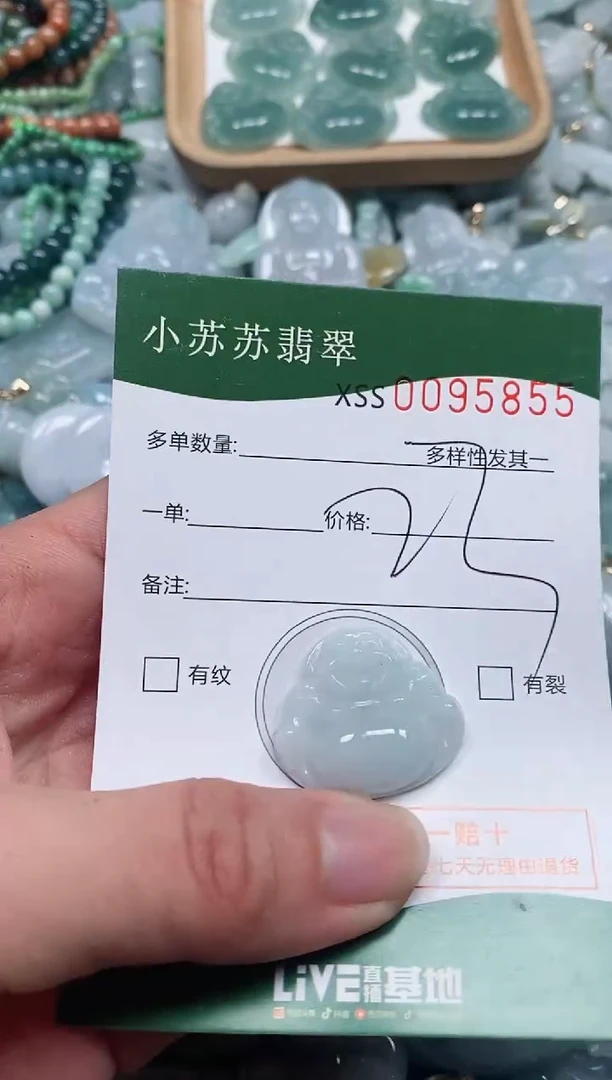 小苏苏翡翠
XSS 0095855
多单数量:
多样性发其一
一单:
价格:
备注:
有纹
有裂
一赔十
七天无理由退货
LIVE直播基地